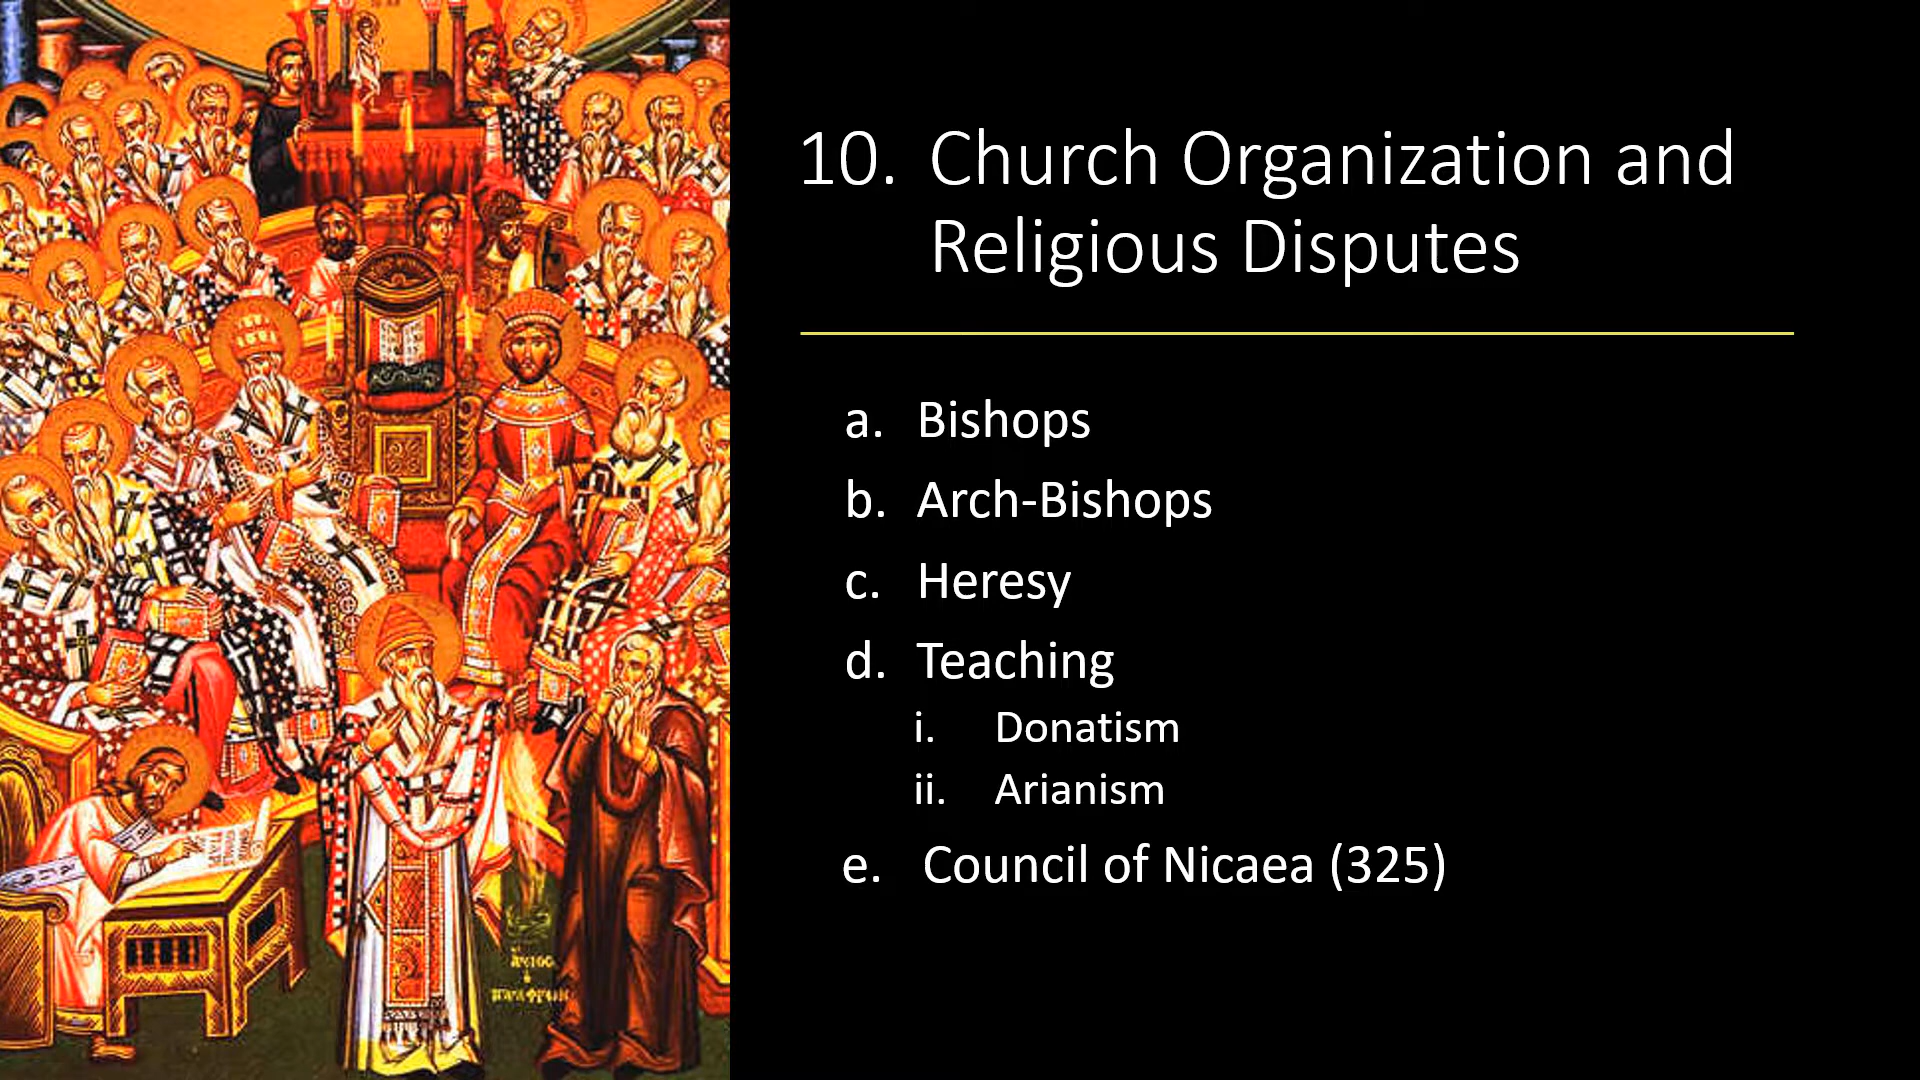 10. Church Organization and
Religious Disputes
a. Bishops
b. Arch-Bishops
c. Heresy
d. Teaching
i. Donatism
ii. Arianism
e. Council of Nicaea (325)